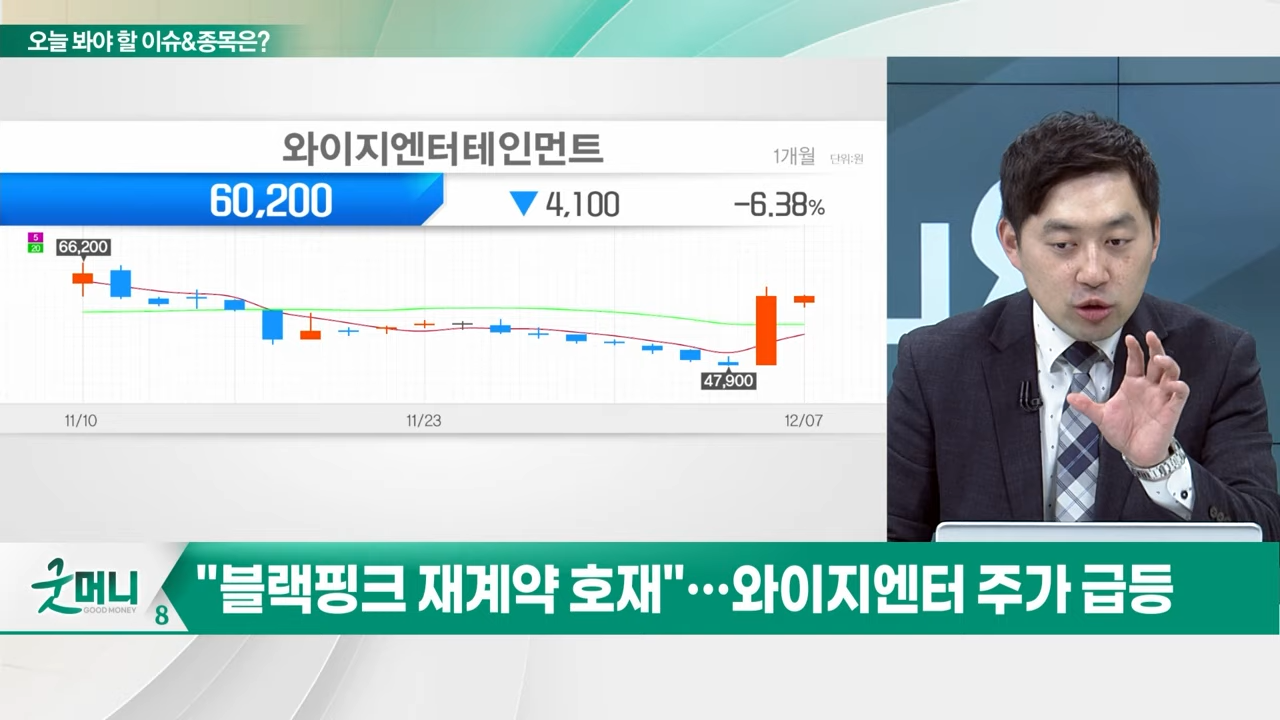 오늘 봐야 할 이슈&종목은?
와이지엔터테인먼트
1개월 단위:원
60,200 ▼ 4,100 -6.38%
5
20
66,200
47,900
11/10 11/23 12/07
굿머니
GOOD MONEY
8
"블랙핑크 재계약 호재"…와이지엔터 주가 급등